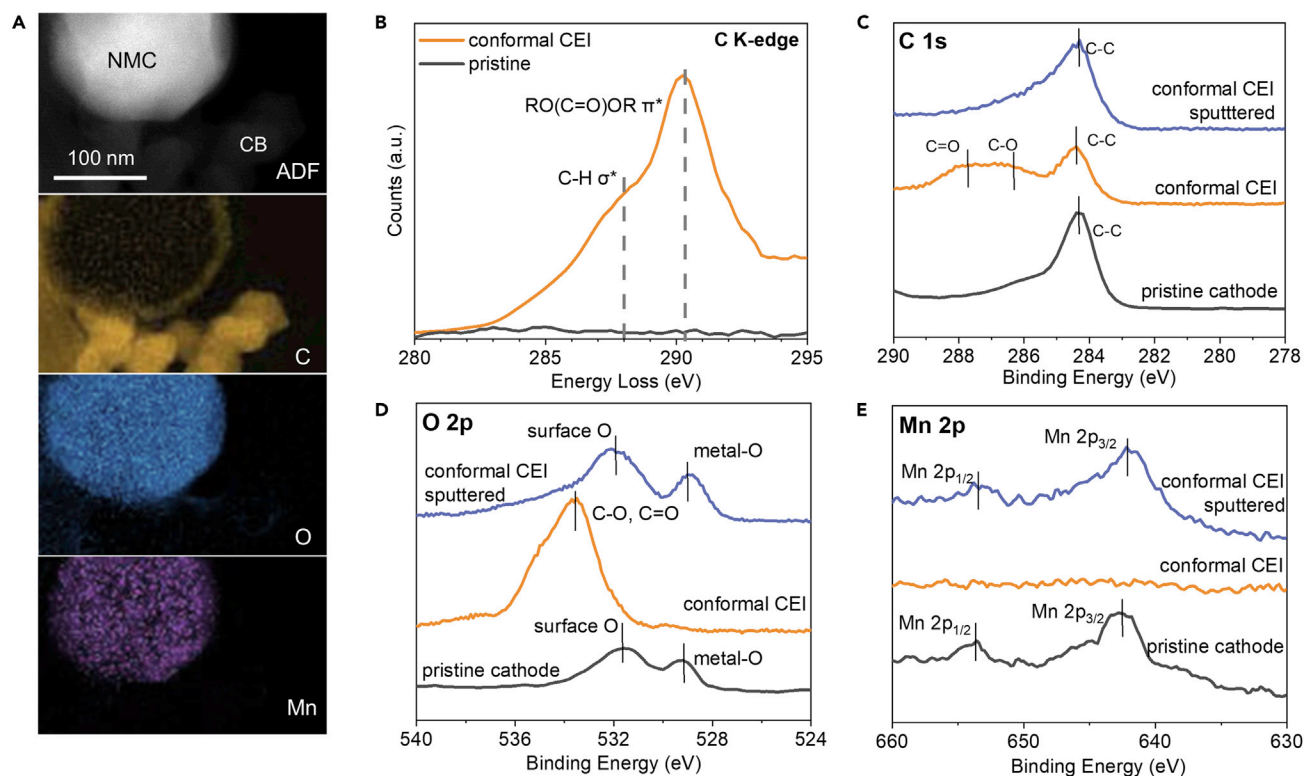 A
NMC
CB
100 nm
ADF
C
O
Mn
B
conformal CEI
pristine
C K-edge
RO(C=O)OR π*
C-H σ*
Counts (a.u.)
280 285 290 295
Energy Loss (eV)
C
C 1s
C-C
conformal CEI
sputttered
C=O
C-O
C-C
conformal CEI
C-C
pristine cathode
290 288 286 284 282 280 278
Binding Energy (eV)
D
O 2p
surface O
metal-O
conformal CEI
sputtered
C-O, C=O
conformal CEI
surface O
metal-O
pristine cathode
540 536 532 528 524
Binding Energy (eV)
E
Mn 2p
Mn 2p3/2
Mn 2p1/2
conformal CEI
sputtered
conformal CEI
Mn 2p3/2
Mn 2p1/2
pristine cathode
660 650 640 630
Binding Energy (eV)